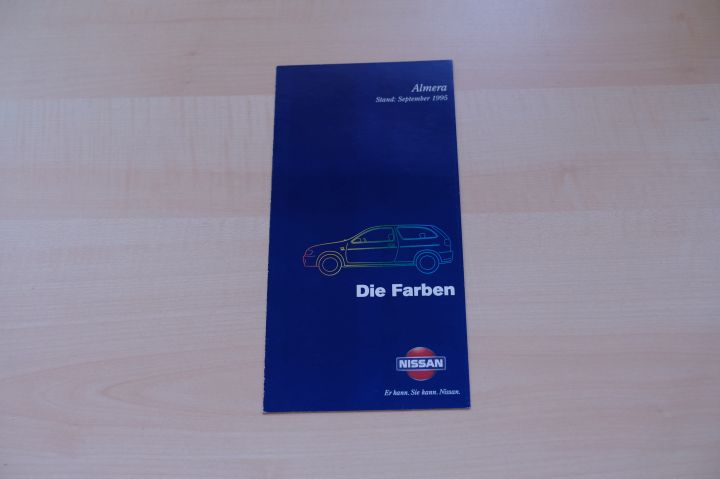 Almera
Stand: September 1995
Die Farben
NISSAN
Er kann. Sie kann. Nissan.